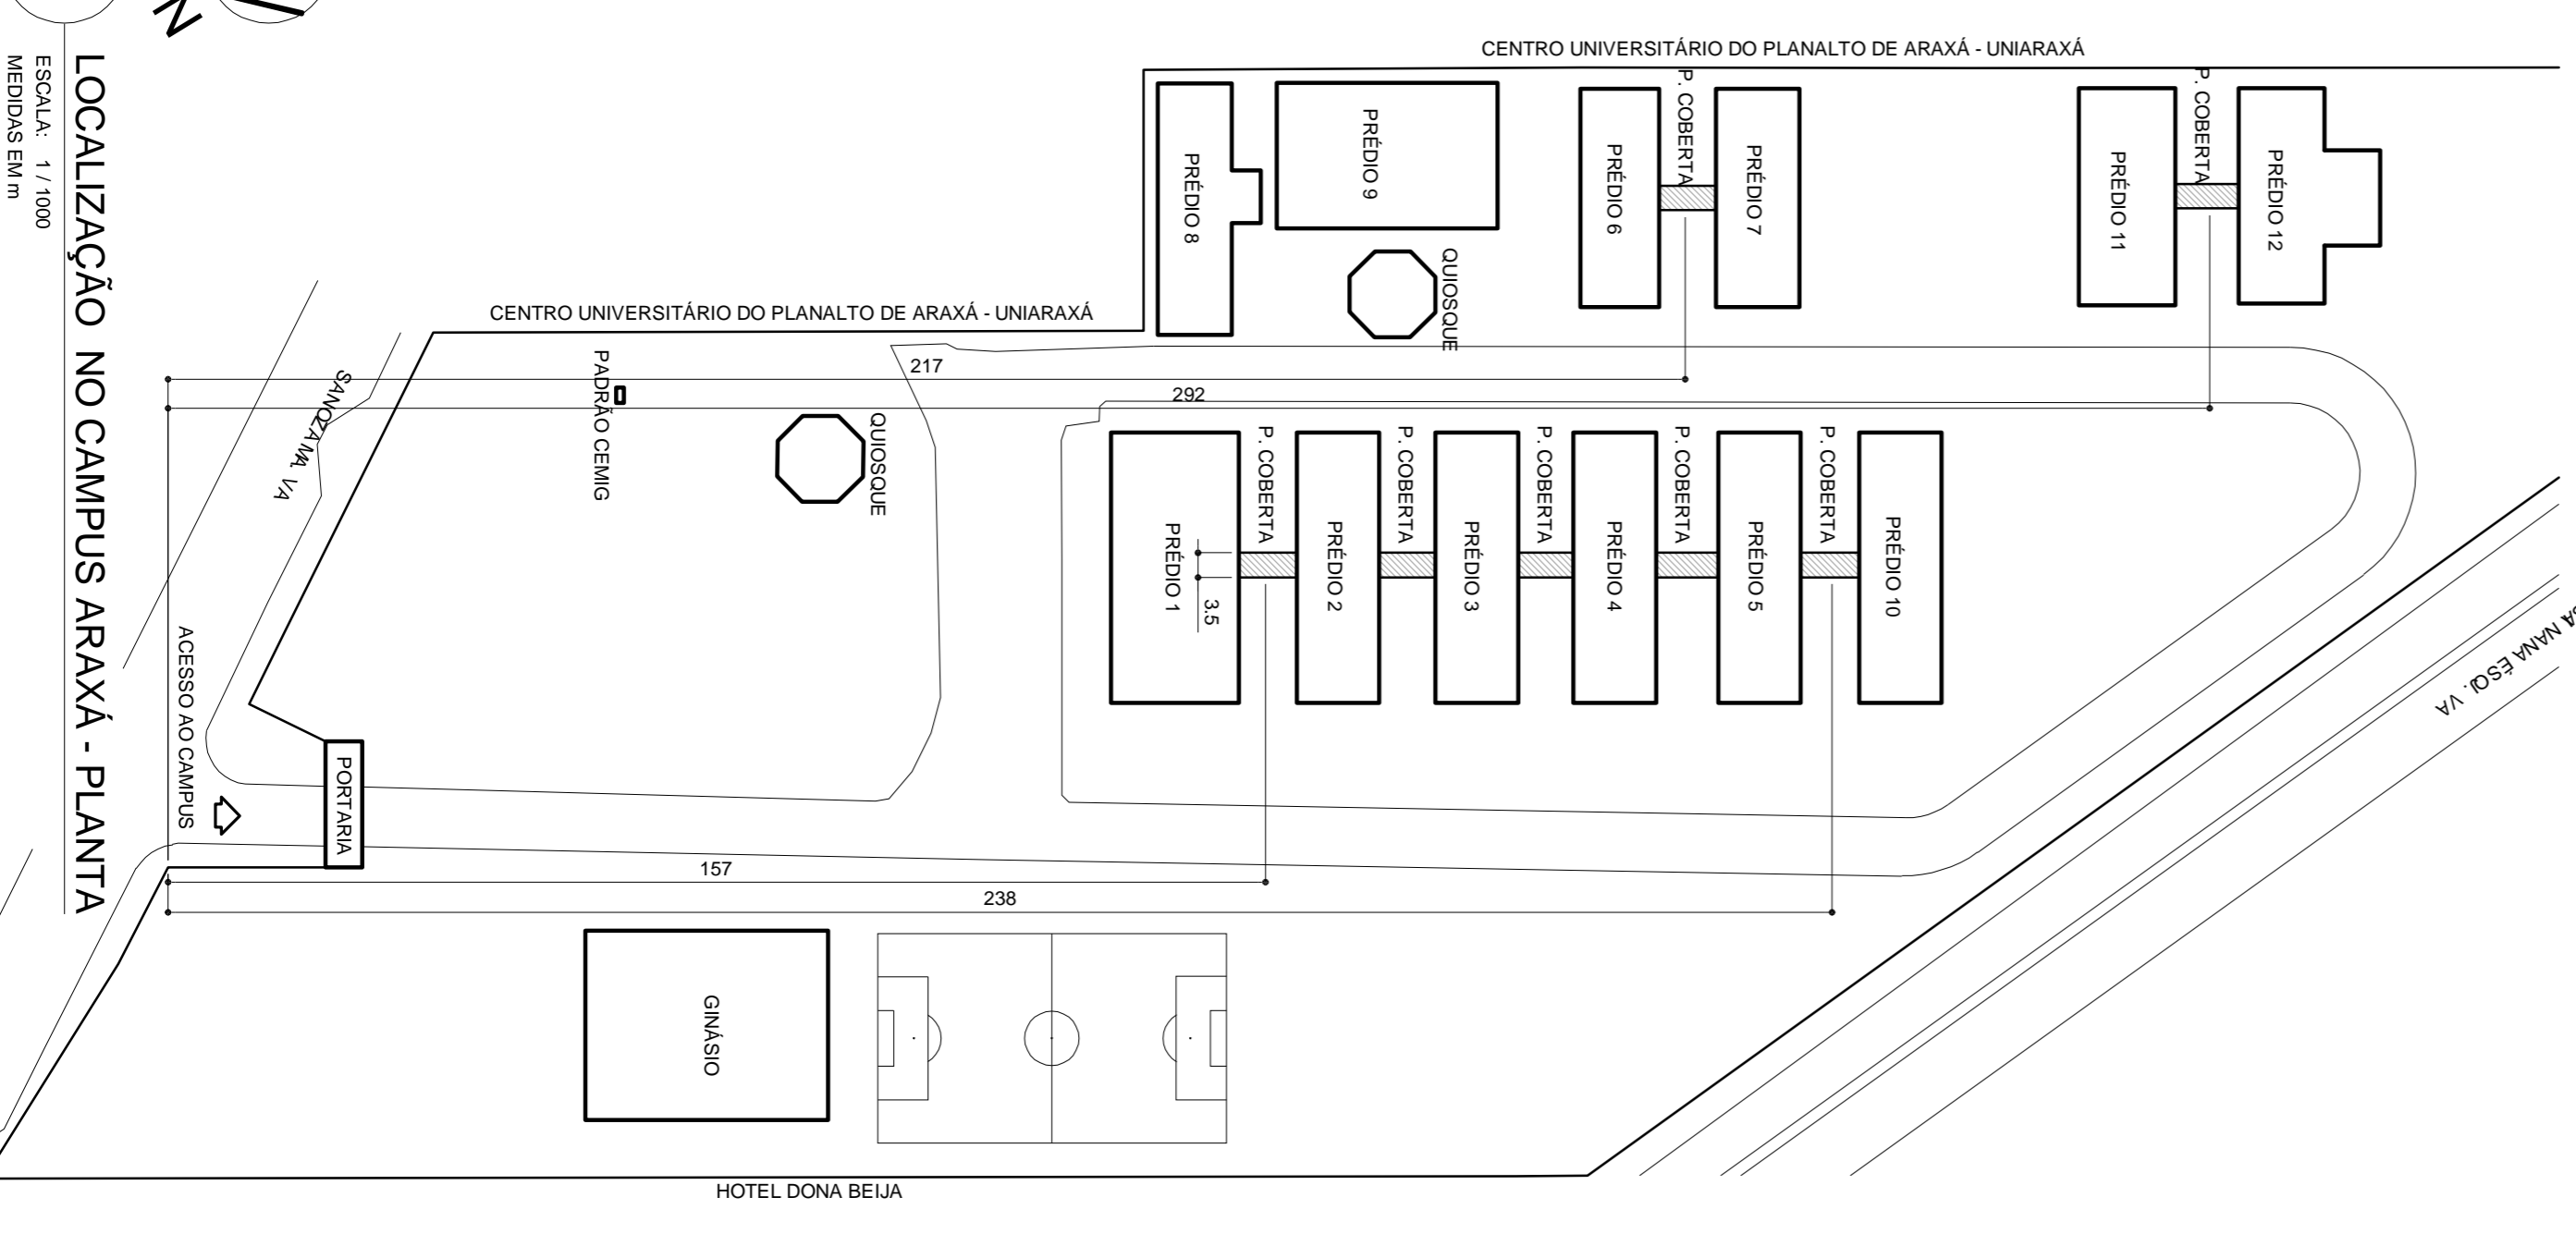 N
LOCALIZAÇÃO NO CAMPUS ARAXÁ - PLANTA
ESCALA: 1 / 1000
MEDIDAS EM m
CENTRO UNIVERSITÁRIO DO PLANALTO DE ARAXÁ - UNIARAXÁ
PRÉDIO 8
PRÉDIO 9
PRÉDIO 6
P. COBERTA
PRÉDIO 7
PRÉDIO 11
P. COBERTA
PRÉDIO 12
QUIOSQUE
CENTRO UNIVERSITÁRIO DO PLANALTO DE ARAXÁ - UNIARAXÁ
217
292
PADRÃO CEMIG
QUIOSQUE
PRÉDIO 1
3.5
P. COBERTA
PRÉDIO 2
P. COBERTA
PRÉDIO 3
P. COBERTA
PRÉDIO 4
P. COBERTA
PRÉDIO 5
P. COBERTA
PRÉDIO 10
ACESSO AO CAMPUS
PORTARIA
157
238
GINÁSIO
HOTEL DONA BEIJA